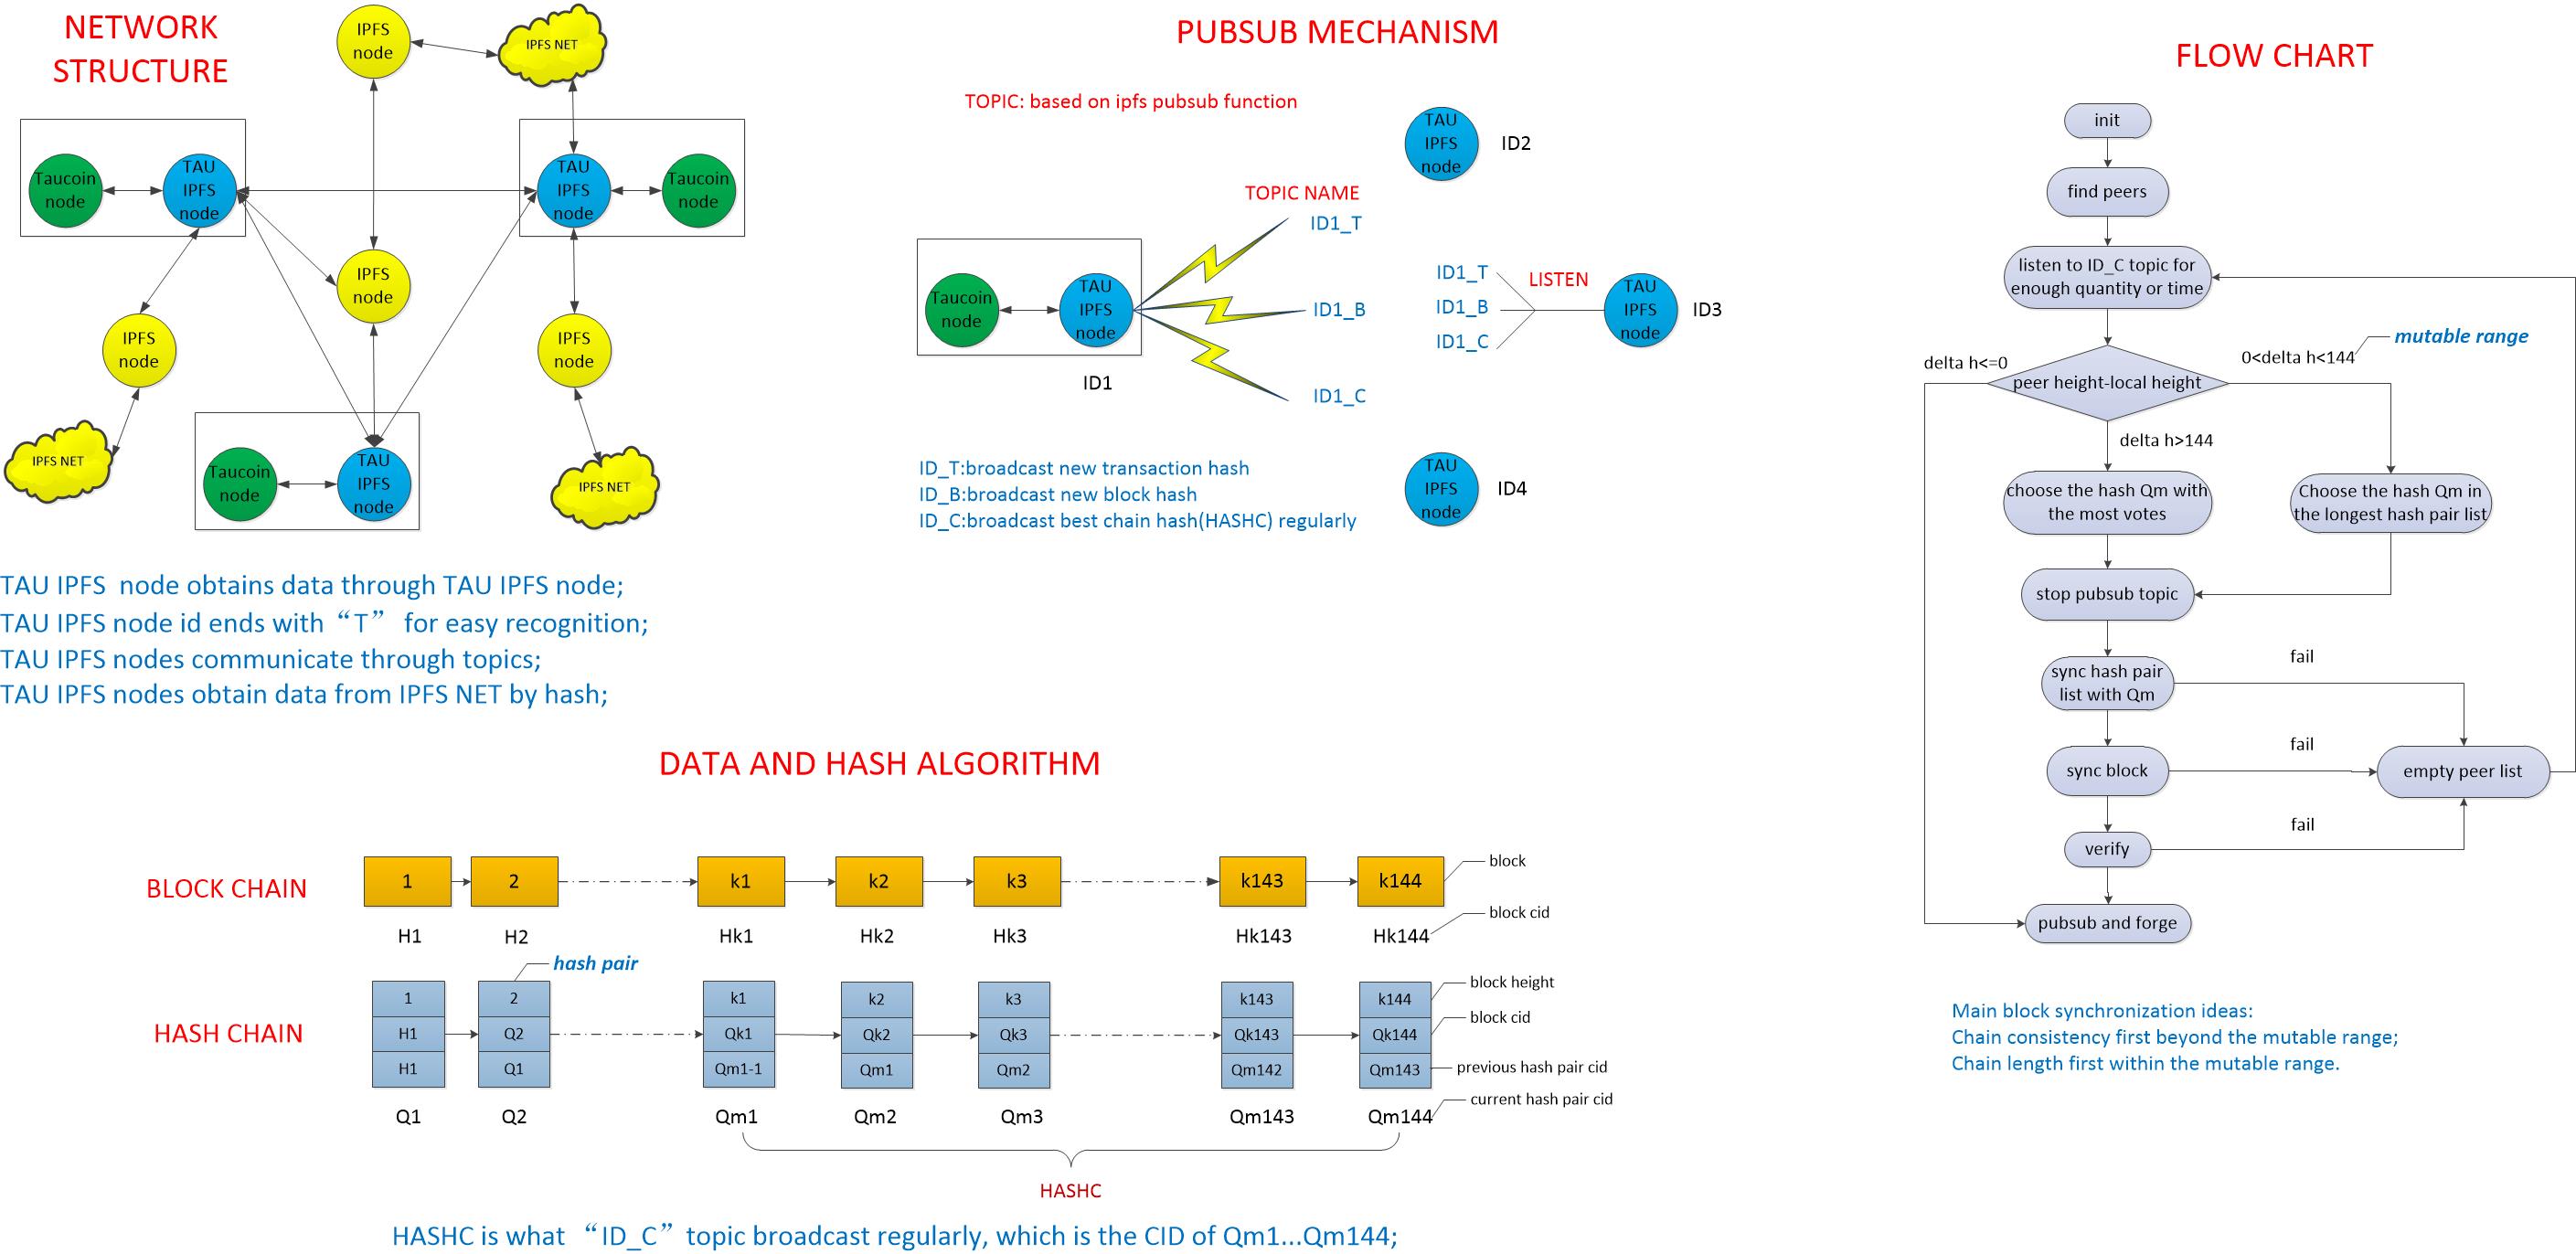 NETWORK
STRUCTURE
IPFS
node
IPFS NET
Taucoin
node
TAU
IPFS
node
TAU
IPFS
node
Taucoin
node
IPFS
node
IPFS
node
IPFS
node
IPFS NET
Taucoin
node
TAU
IPFS
node
IPFS NET
TAU IPFS  node obtains data through TAU IPFS node;
TAU IPFS node id ends with “T” for easy recognition;
TAU IPFS nodes communicate through topics;
TAU IPFS nodes obtain data from IPFS NET by hash;
PUBSUB MECHANISM
TOPIC: based on ipfs pubsub function
TAU
IPFS
node
ID2
TOPIC NAME
ID1_T
Taucoin
node
TAU
IPFS
node
ID1
ID1_B
ID1_C
ID1_T
ID1_B
ID1_C
LISTEN
TAU
IPFS
node
ID3
ID_T:broadcast new transaction hash
ID_B:broadcast new block hash
ID_C:broadcast best chain hash(HASHC) regularly
TAU
IPFS
node
ID4
FLOW CHART
init
find peers
listen to ID_C topic for
enough quantity or time
mutable range
delta h<=0
0<delta h<144
peer height-local height
delta h>144
choose the hash Qm with
the most votes
Choose the hash Qm in
the longest hash pair list
stop pubsub topic
fail
sync hash pair
list with Qm
fail
sync block
empty peer list
fail
verify
pubsub and forge
Main block synchronization ideas:
Chain consistency first beyond the mutable range;
Chain length first within the mutable range.
DATA AND HASH ALGORITHM
BLOCK CHAIN
1
2
k1
k2
k3
k143
k144
block
block cid
H1
H2
Hk1
Hk2
Hk3
Hk143
Hk144
hash pair
HASH CHAIN
1
2
k1
k2
k3
k143
k144
block height
H1
Q2
Qk1
Qk2
Qk3
Qk143
Qk144
block cid
H1
Q1
Qm1-1
Qm1
Qm2
Qm142
Qm143
previous hash pair cid
Q1
Q2
Qm1
Qm2
Qm3
Qm143
Qm144
current hash pair cid
HASHC
HASHC is what “ID_C” topic broadcast regularly, which is the CID of Qm1...Qm144;